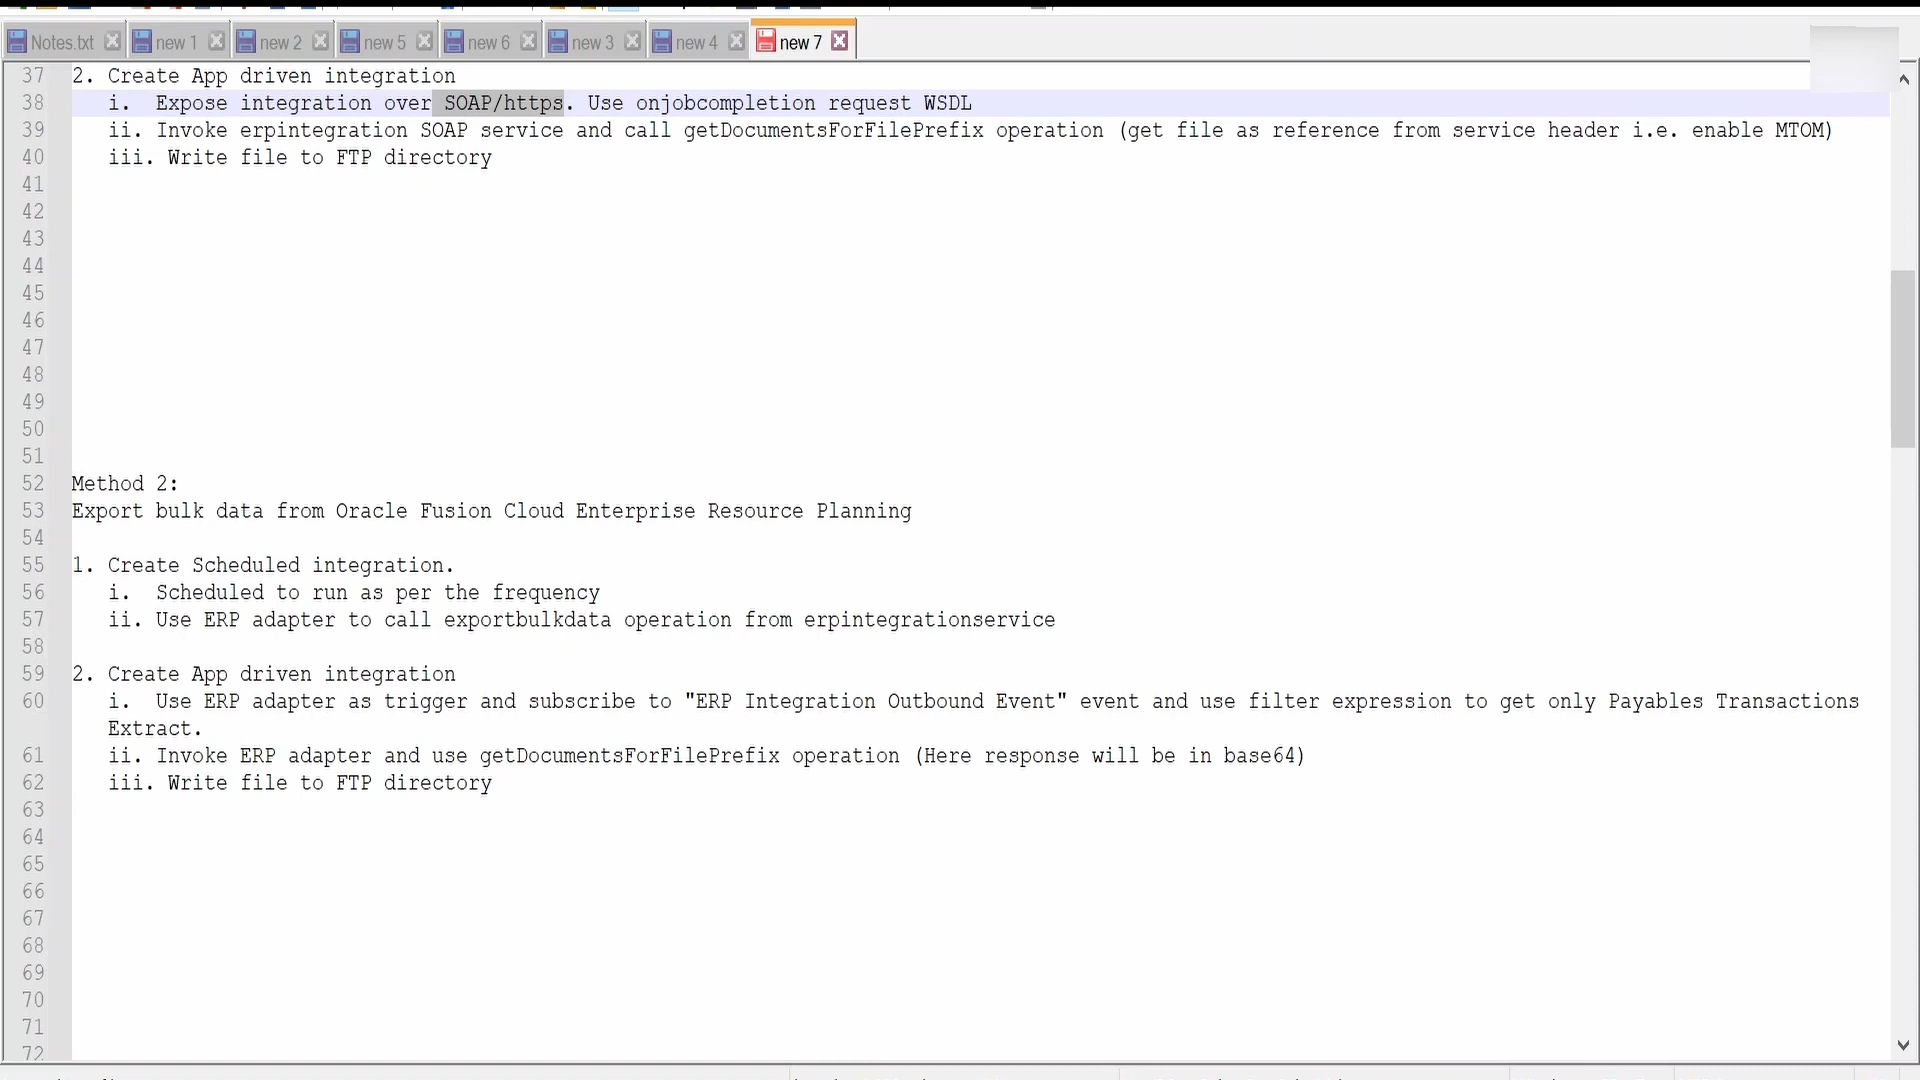 Notes.txt new 1 new 2 new 5 new 6 new 3 new 4 new 7
37 2. Create App driven integration
38 i. Expose integration over SOAP/https. Use onjobcompletion request WSDL
39 ii. Invoke erpintegration SOAP service and call getDocumentsForFilePrefix operation (get file as reference from service header i.e. enable MTOM)
40 iii. Write file to FTP directory
41
42
43
44
45
46
47
48
49
50
51
52 Method 2:
53 Export bulk data from Oracle Fusion Cloud Enterprise Resource Planning
54
55 1. Create Scheduled integration.
56 i. Scheduled to run as per the frequency
57 ii. Use ERP adapter to call exportbulkdata operation from erpintegrationservice
58
59 2. Create App driven integration
60 i. Use ERP adapter as trigger and subscribe to "ERP Integration Outbound Event" event and use filter expression to get only Payables Transactions
Extract.
61 ii. Invoke ERP adapter and use getDocumentsForFilePrefix operation (Here response will be in base64)
62 iii. Write file to FTP directory
63
64
65
66
67
68
69
70
71
72